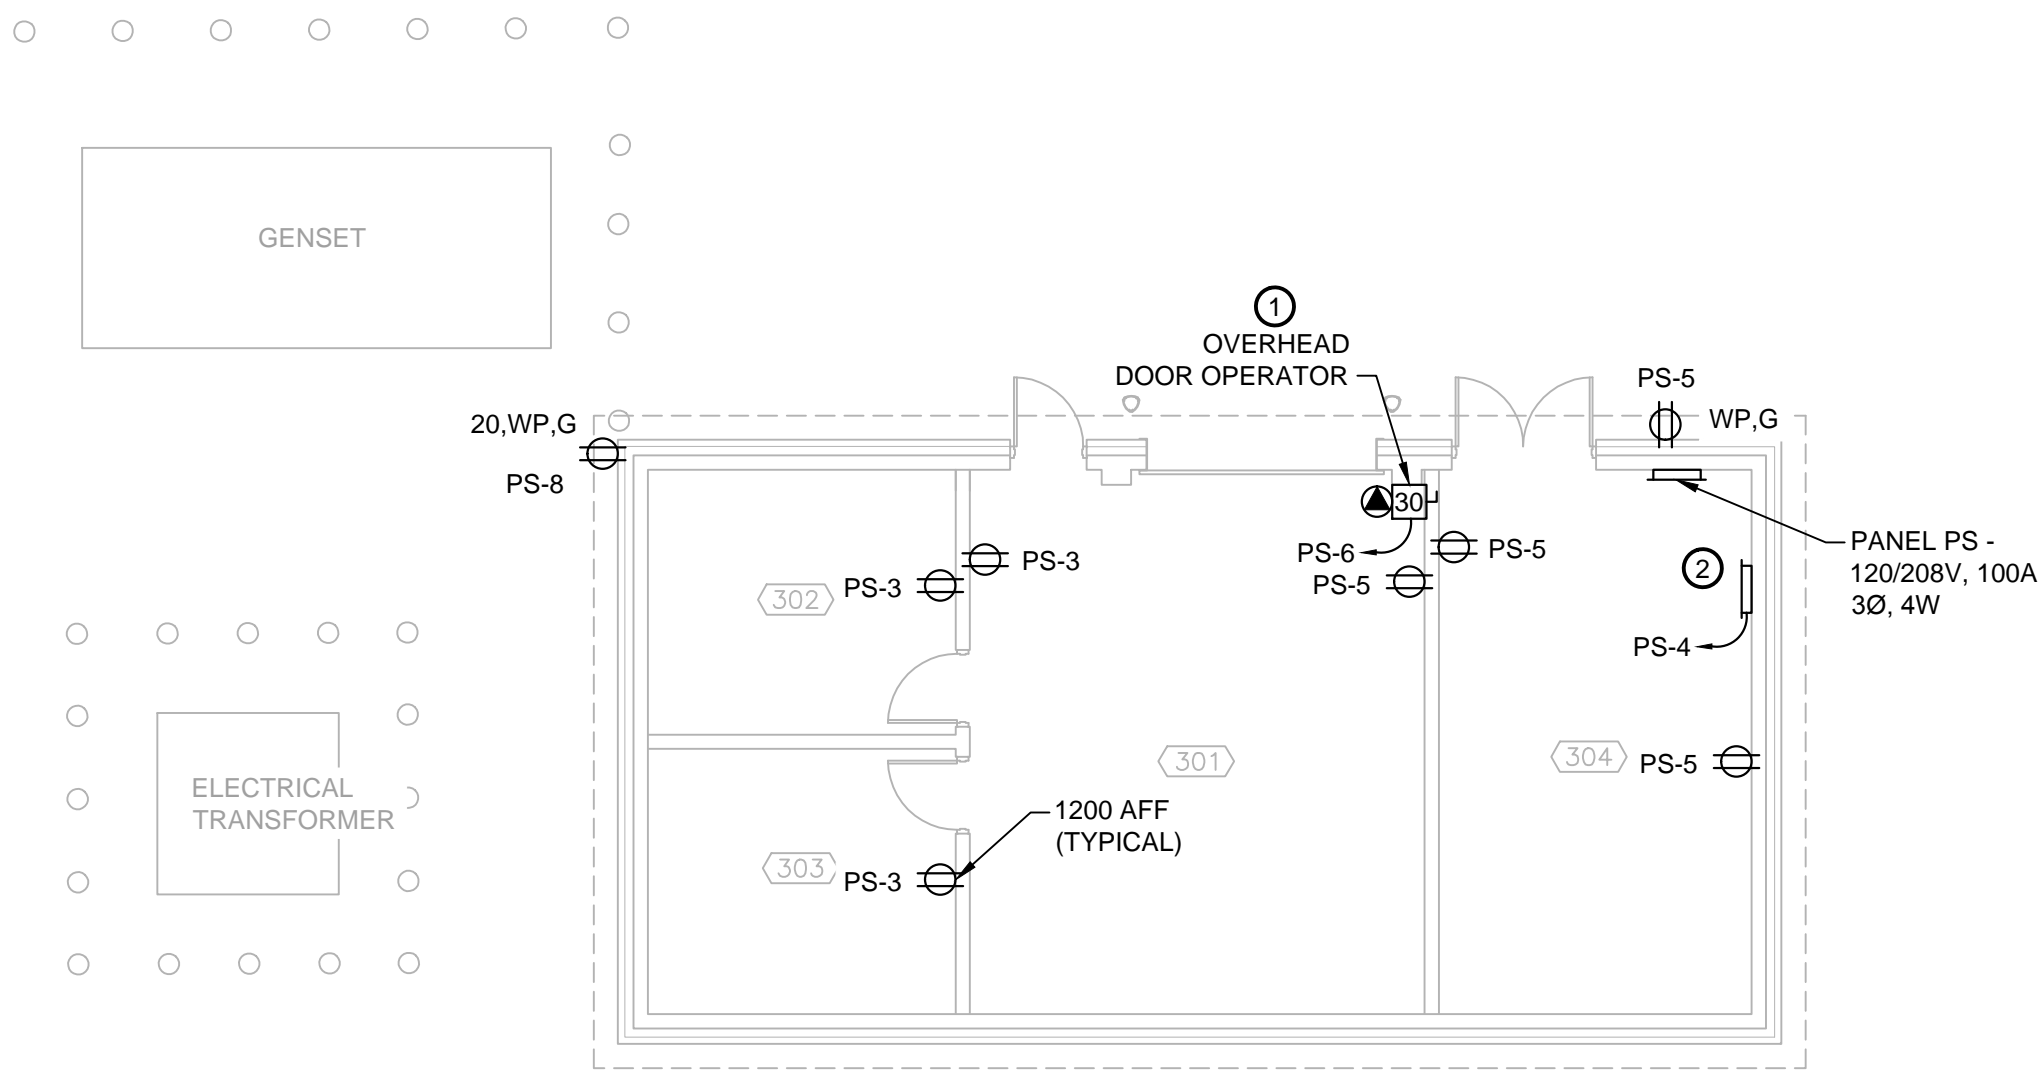 GENSET
1
OVERHEAD
DOOR OPERATOR
PS-5
WP,G
20,WP,G
PS-8
30
PS-6
PS-5
PS-5
PS-3
PS-3
302
PANEL PS -
120/208V, 100A
3Ø, 4W
2
PS-4
301
304
PS-5
ELECTRICAL
TRANSFORMER
1200 AFF
(TYPICAL)
303
PS-3